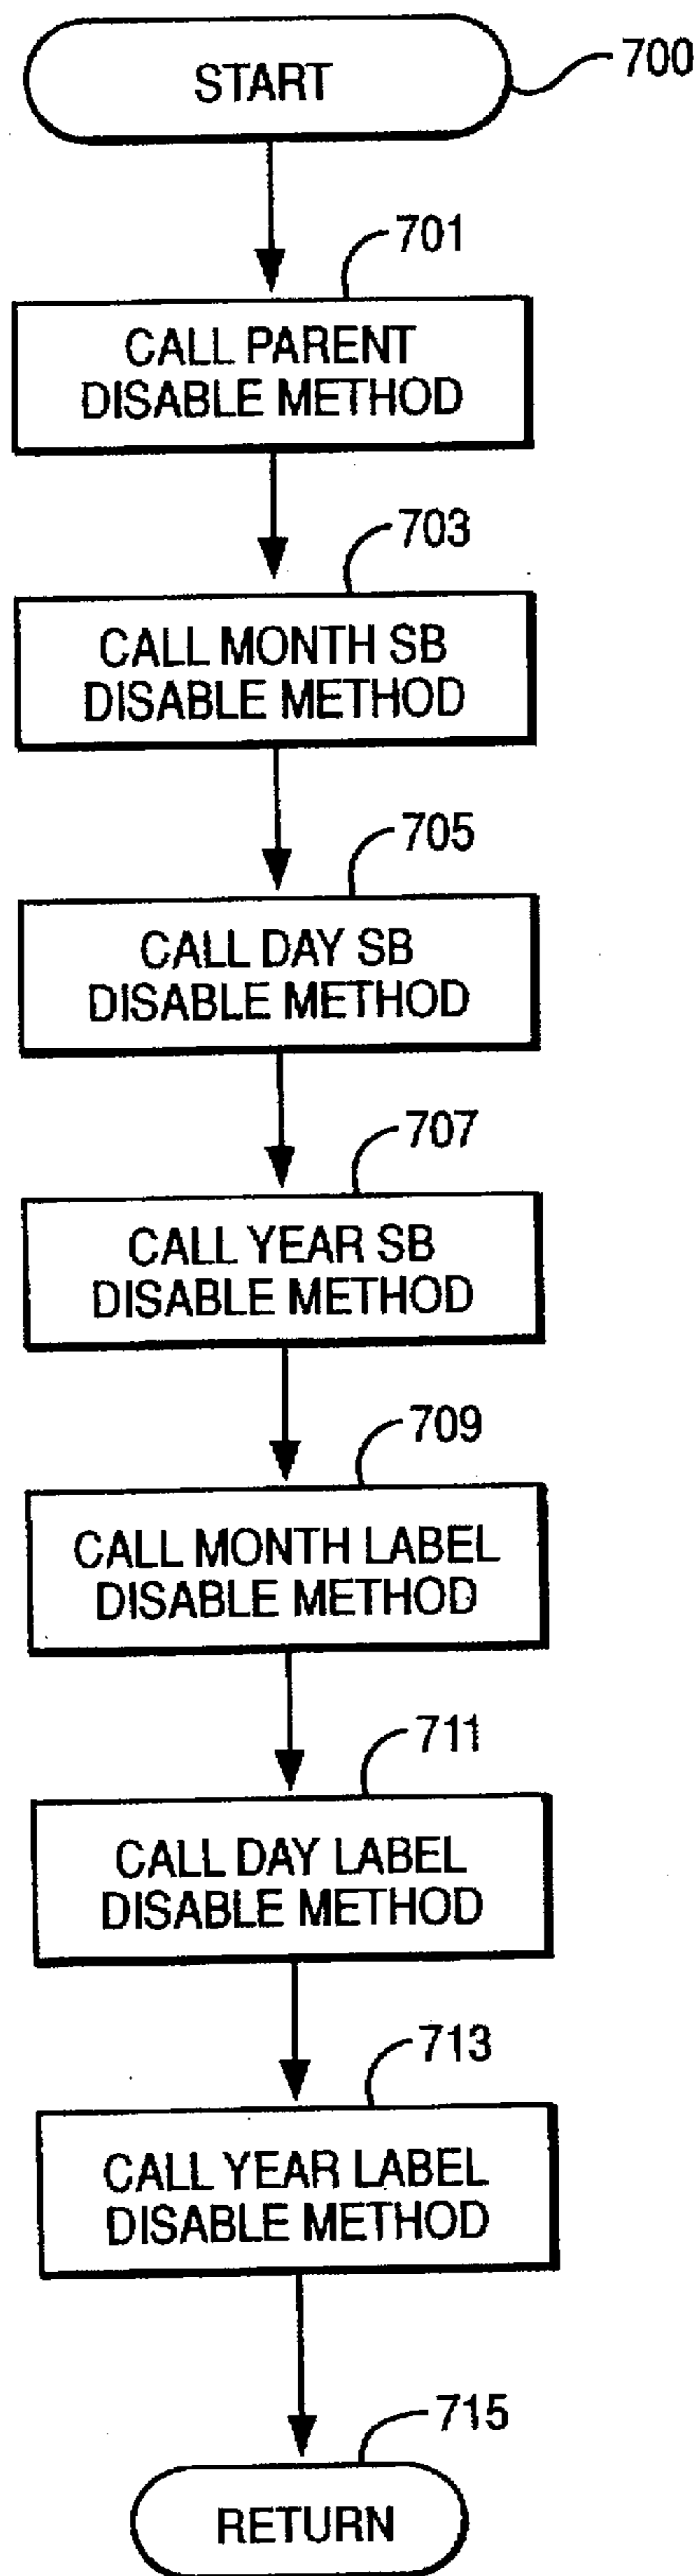 START
700
701
CALL PARENT
DISABLE METHOD
703
CALL MONTH SB
DISABLE METHOD
705
CALL DAY SB
DISABLE METHOD
707
CALL YEAR SB
DISABLE METHOD
709
CALL MONTH LABEL
DISABLE METHOD
711
CALL DAY LABEL
DISABLE METHOD
713
CALL YEAR LABEL
DISABLE METHOD
715
RETURN